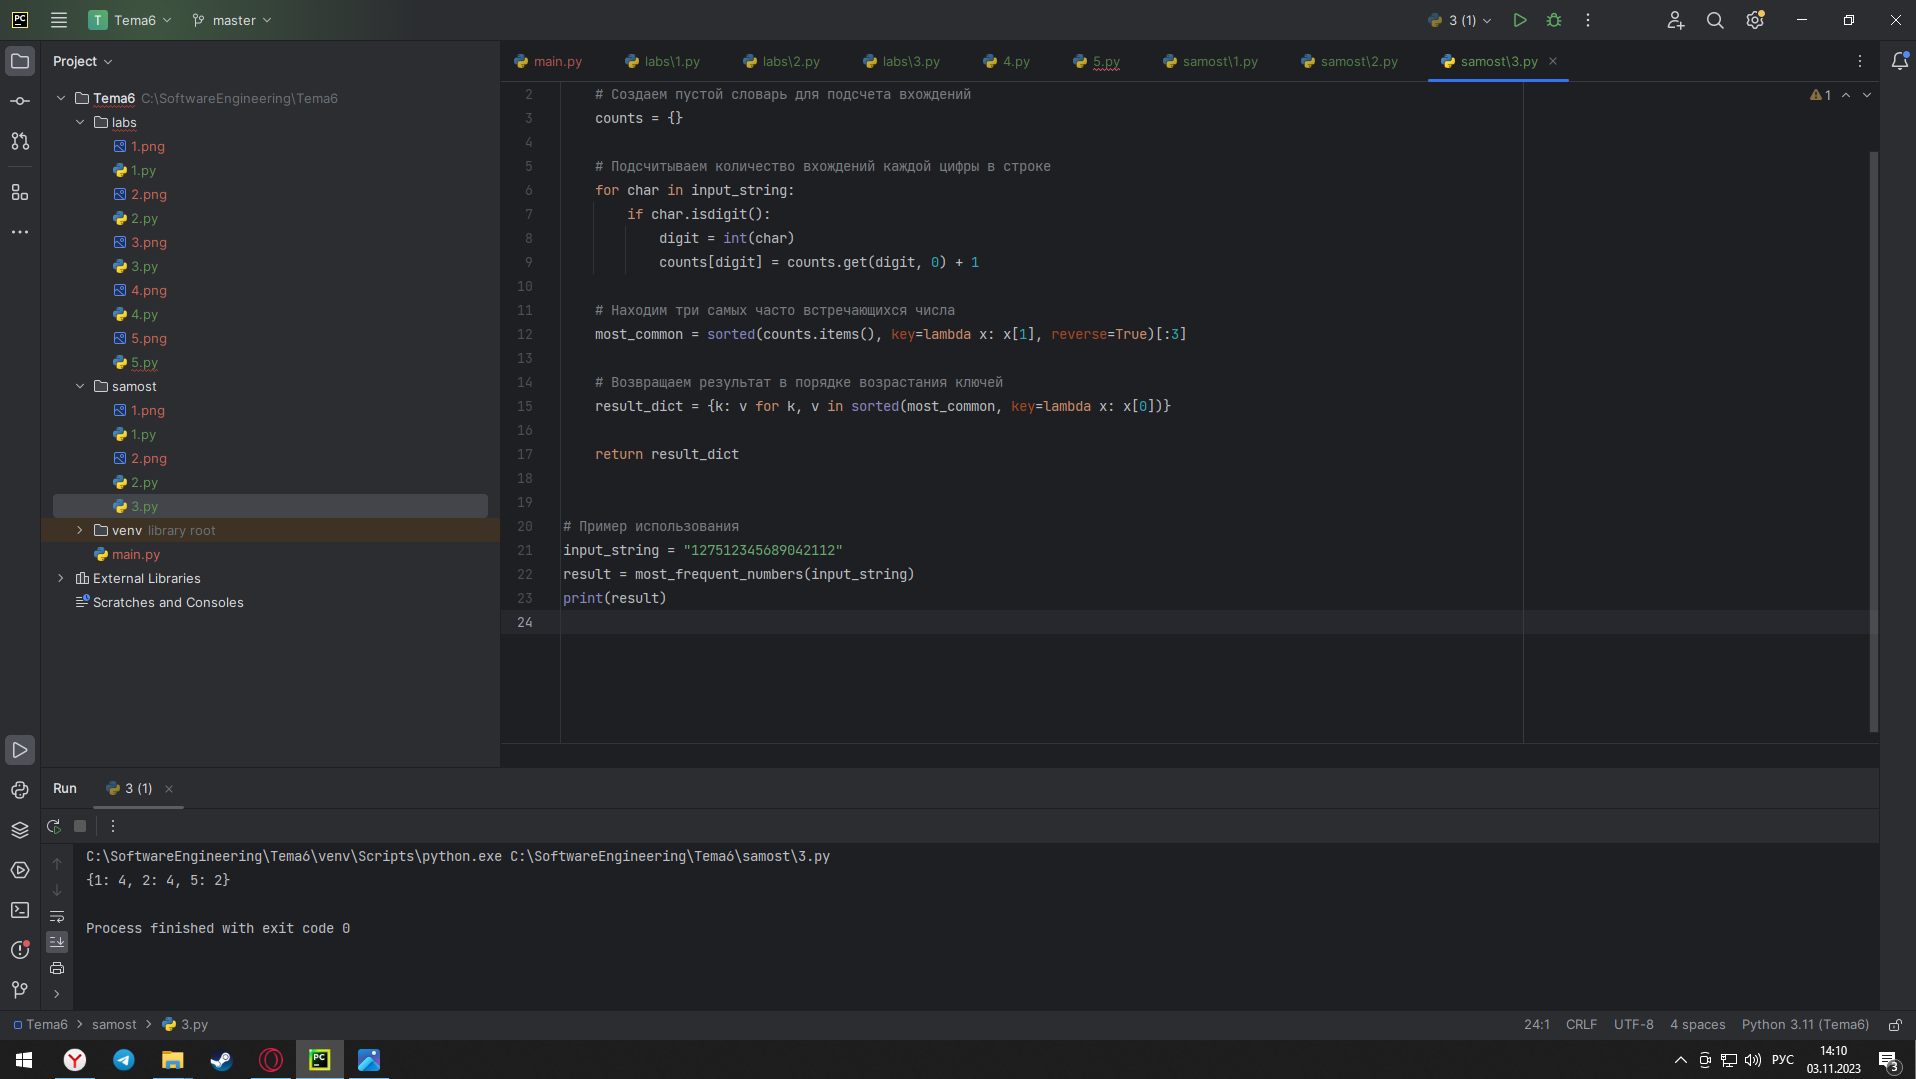 PC T Tema6 master 3 (1)
Project
main.py labs\1.py labs\2.py labs\3.py 4.py 5.py samost\1.py samost\2.py samost\3.py
Tema6 C:\SoftwareEngineering\Tema6
labs
1.png
1.py
2.png
2.py
3.png
3.py
4.png
4.py
5.png
5.py
samost
1.png
1.py
2.png
2.py
3.py
venv library root
main.py
External Libraries
Scratches and Consoles
1
2 # Создаем пустой словарь для подсчета вхождений
3 counts = {}
4
5 # Подсчитываем количество вхождений каждой цифры в строке
6 for char in input_string:
7 if char.isdigit():
8 digit = int(char)
9 counts[digit] = counts.get(digit, 0) + 1
10
11 # Находим три самых часто встречающихся числа
12 most_common = sorted(counts.items(), key=lambda x: x[1], reverse=True)[:3]
13
14 # Возвращаем результат в порядке возрастания ключей
15 result_dict = {k: v for k, v in sorted(most_common, key=lambda x: x[0])}
16
17 return result_dict
18
19
20 # Пример использования
21 input_string = "127512345689042112"
22 result = most_frequent_numbers(input_string)
23 print(result)
24
Run 3 (1)
C:\SoftwareEngineering\Tema6\venv\Scripts\python.exe C:\SoftwareEngineering\Tema6\samost\3.py
{1: 4, 2: 4, 5: 2}
Process finished with exit code 0
Tema6 > samost > 3.py 24:1 CRLF UTF-8 4 spaces Python 3.11 (Tema6)
Y PC РУС 14:10
03.11.2023 3